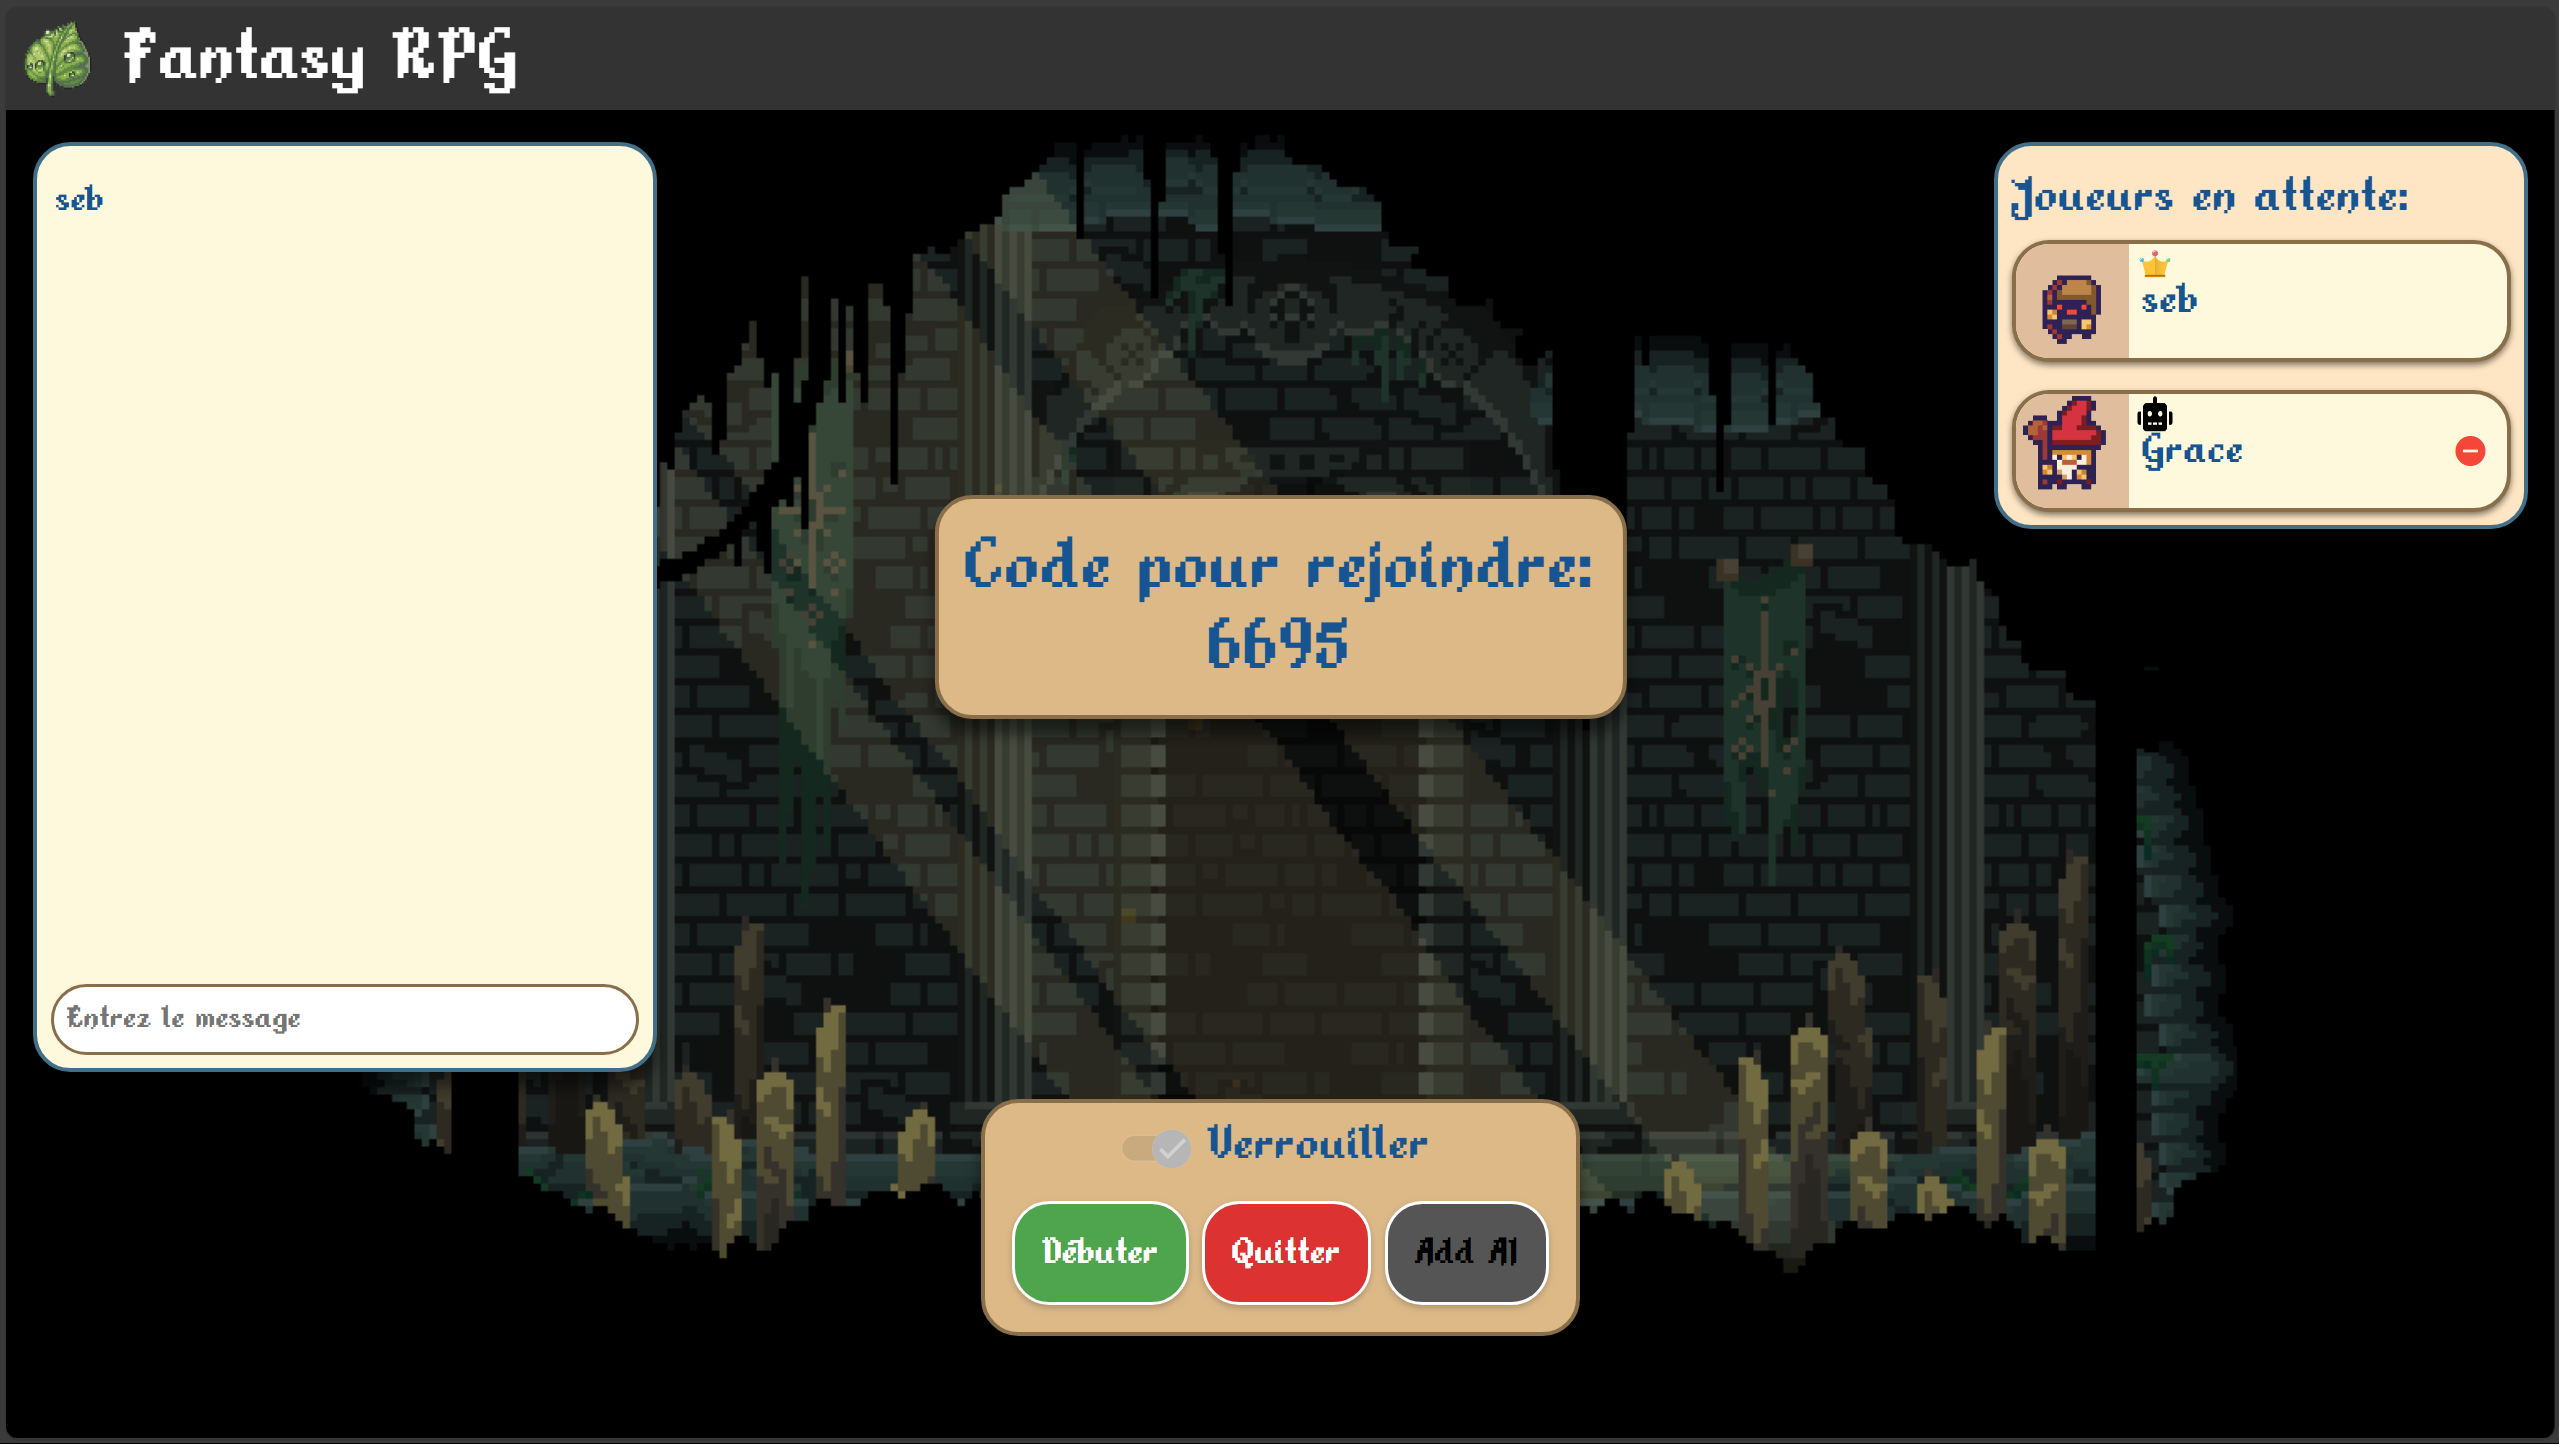 Fantasy RPG
seb
Entrez le message
Code pour rejoindre:
6695
Verrouiller
Débuter
Quitter
Add AI
Joueurs en attente:
seb
Grace